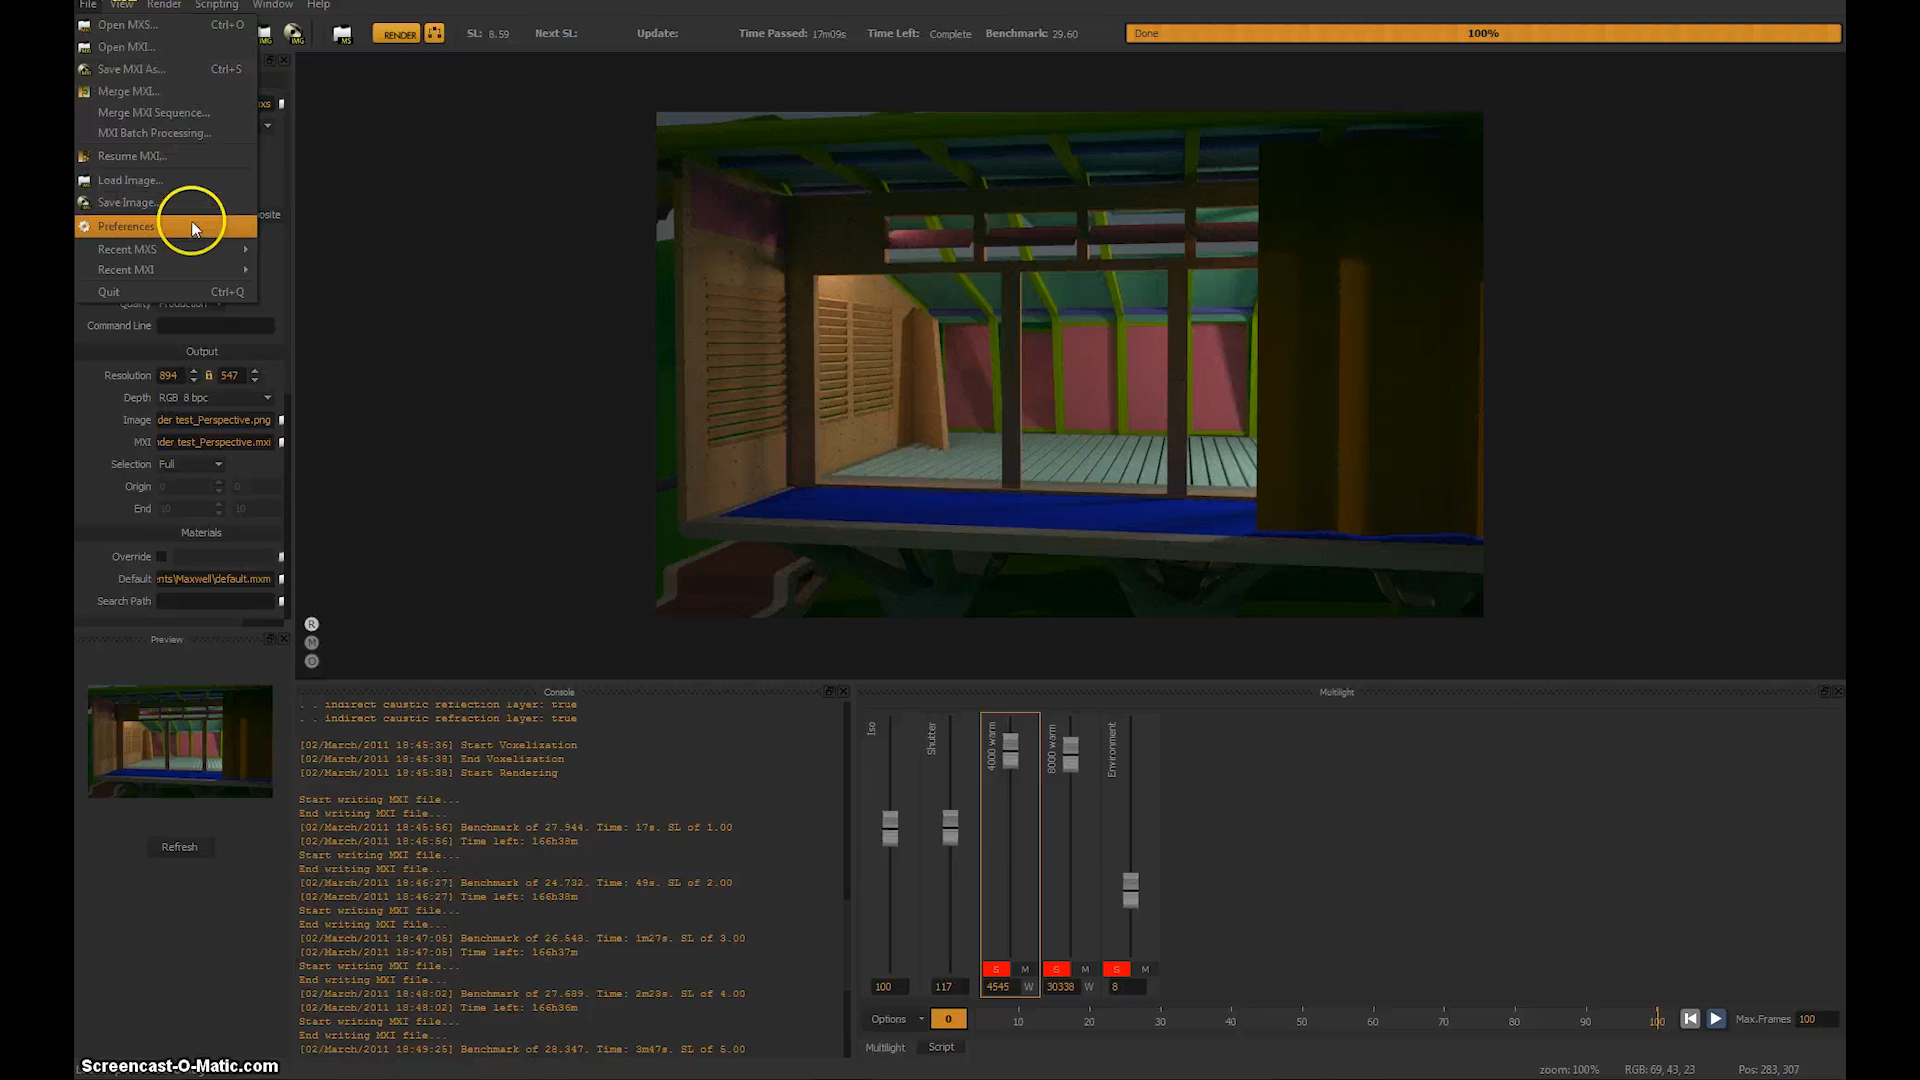 File View Render Scripting Window Help
Open MXS... Ctrl+O
Open MXI...
Save MXI As... Ctrl+S
Merge MXI...
Merge MXI Sequence...
MXI Batch Processing...
Resume MXI...
Load Image...
Save Image...
Preferences
Recent MXS
Recent MXI
Quit Ctrl+Q
RENDER SL: 8.59 Next SL: Update: Time Passed: 17m09s Time Left: Complete Benchmark: 29.60 Done 100%
Quality Production
Command Line
Output
Resolution 894 547
Depth RGB 8 bpc
Image der test_Perspective.png
MXI nder test_Perspective.mxi
Selection Full
Origin 0 0
End 10 10
Materials
Override
Default ents\Maxwell\default.mxm
Search Path
R
M
O
Preview
Refresh
Console
. . indirect caustic reflection layer: true
. . indirect caustic refraction layer: true
[02/March/2011 18:45:36] Start Voxelization
[02/March/2011 18:45:38] End Voxelization
[02/March/2011 18:45:38] Start Rendering
Start writing MXI file...
End writing MXI file...
[02/March/2011 18:45:56] Benchmark of 27.944. Time: 17s. SL of 1.00
[02/March/2011 18:45:56] Time left: 166h38m
Start writing MXI file...
End writing MXI file...
[02/March/2011 18:46:27] Benchmark of 24.732. Time: 49s. SL of 2.00
[02/March/2011 18:46:27] Time left: 166h38m
Start writing MXI file...
End writing MXI file...
[02/March/2011 18:47:05] Benchmark of 26.548. Time: 1m27s. SL of 3.00
[02/March/2011 18:47:05] Time left: 166h37m
Start writing MXI file...
End writing MXI file...
[02/March/2011 18:48:02] Benchmark of 27.689. Time: 2m23s. SL of 4.00
[02/March/2011 18:48:02] Time left: 166h36m
Start writing MXI file...
End writing MXI file...
[02/March/2011 18:49:25] Benchmark of 28.347. Time: 3m47s. SL of 5.00
Multilight
Iso Shutter 4000 warm 8000 warm Environment
S M S M S M
100 117 4545 W 30338 W 8
Options 0 10 20 30 40 50 60 70 80 90 100 Max.Frames 100
Multilight Script
zoom: 100% RGB: 69, 43, 23 Pos: 283, 307
Screencast-O-Matic.com